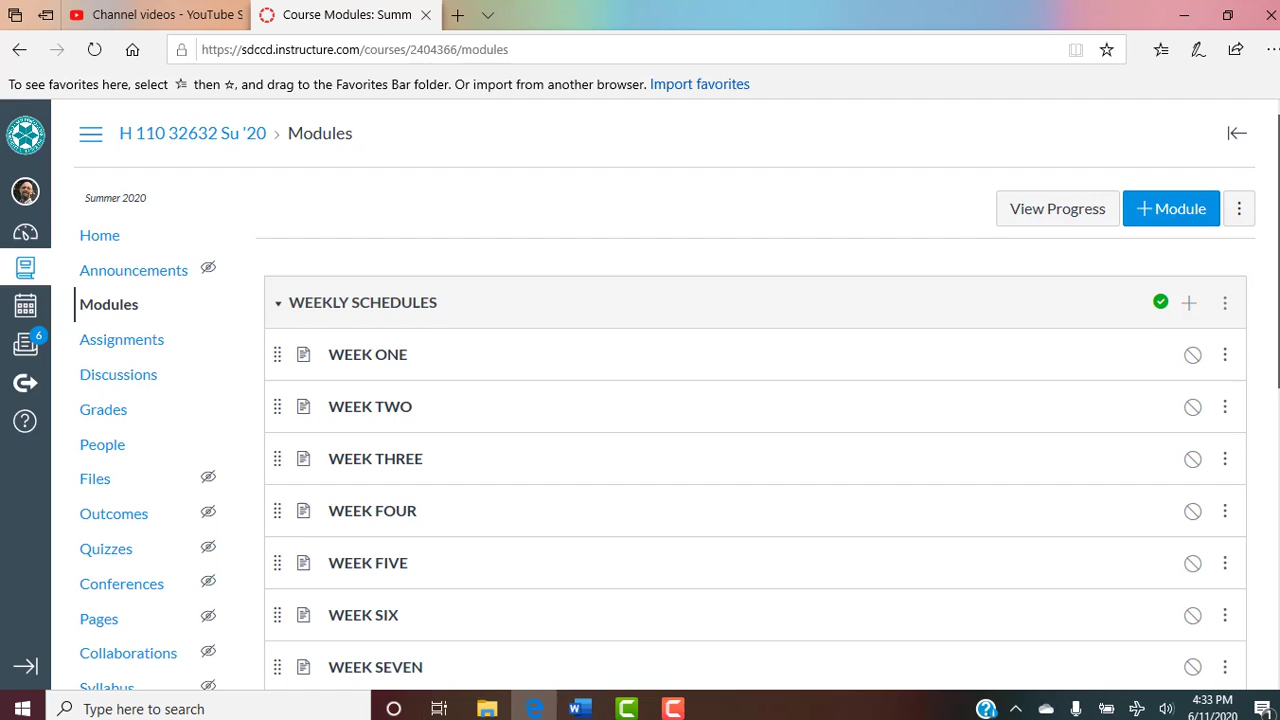 Channel videos - YouTube S
Course Modules: Summ
https://sdccd.instructure.com/courses/2404366/modules
To see favorites here, select then ☆, and drag to the Favorites Bar folder. Or import from another browser. Import favorites
H 110 32632 Su '20 > Modules
Summer 2020
View Progress
+ Module
Home
Announcements
Modules
Assignments
Discussions
Grades
People
Files
Outcomes
Quizzes
Conferences
Pages
Collaborations
Syllabus
6
WEEKLY SCHEDULES
WEEK ONE
WEEK TWO
WEEK THREE
WEEK FOUR
WEEK FIVE
WEEK SIX
WEEK SEVEN
Type here to search
4:33 PM
6/11/2020